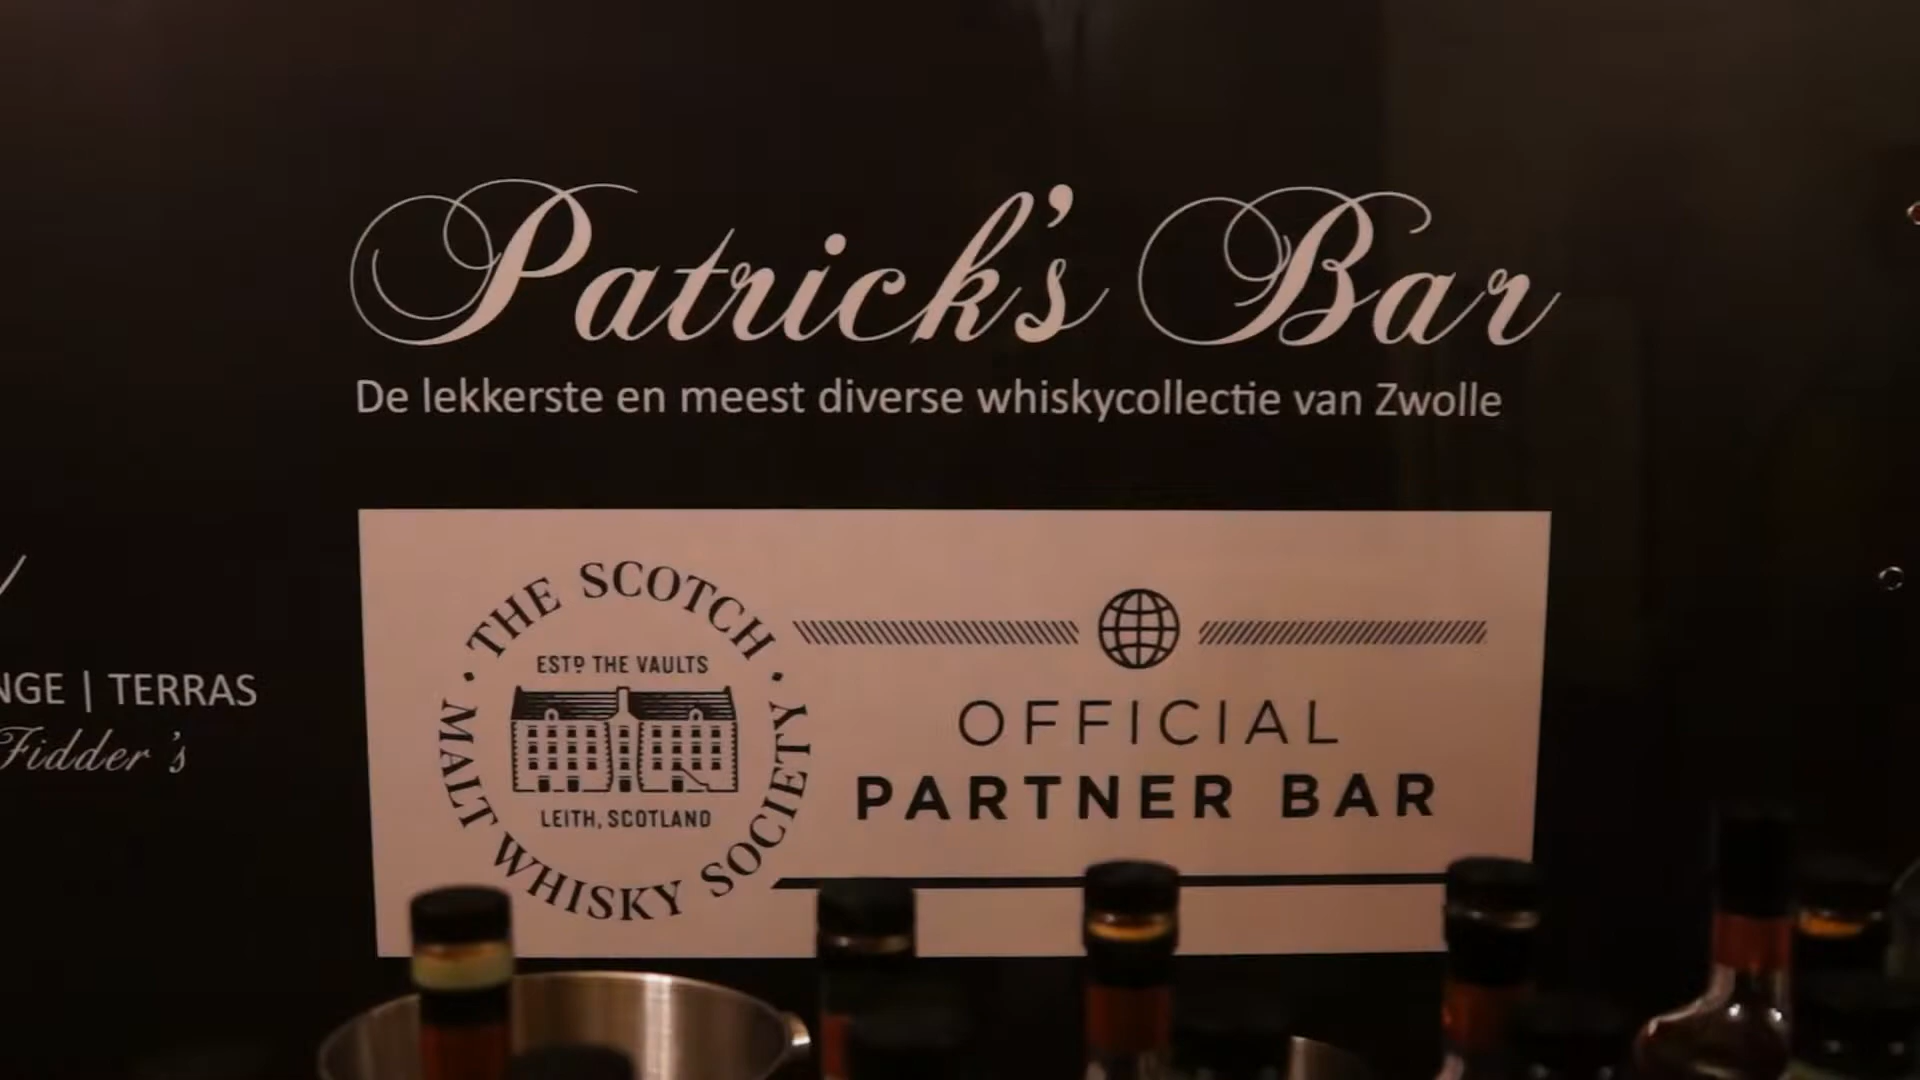 Patrick's Bar
De lekkerste en meest diverse whiskycollectie van Zwolle
THE SCOTCH
MALT WHISKY SOCIETY
ESTD THE VAULTS
LEITH, SCOTLAND
OFFICIAL
PARTNER BAR
TERRAS
Fidder's